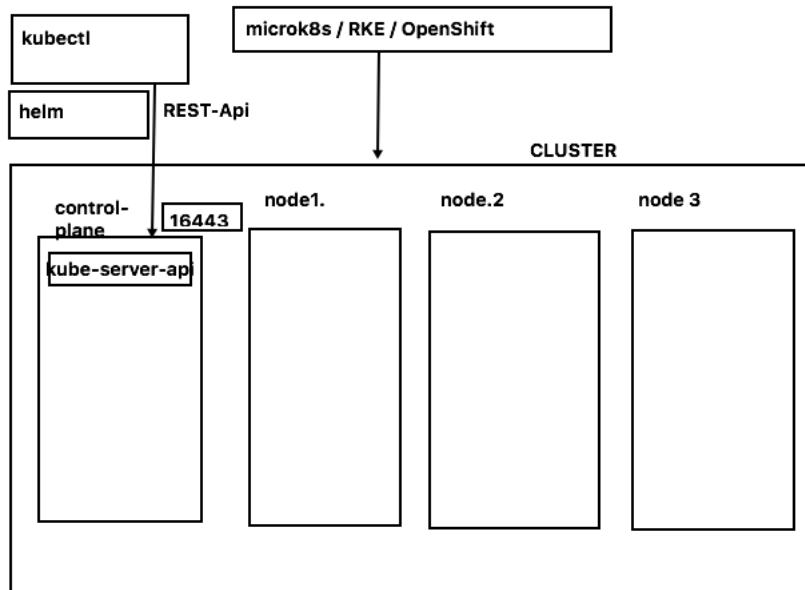 kubectl
microk8s / RKE / OpenShift
helm
REST-Api
CLUSTER
control-
plane
16443
node1.
node.2
node 3
kube-server-api